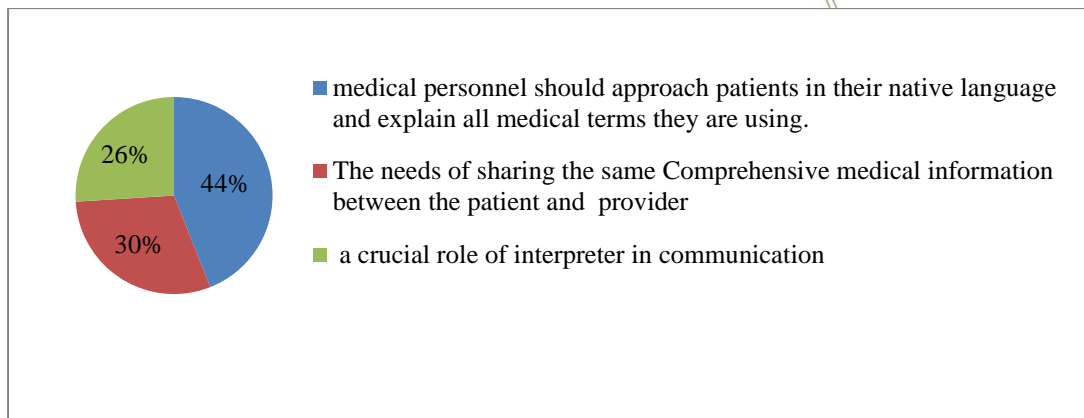 44%
30%
26%
medical personnel should approach patients in their native language
and explain all medical terms they are using.
The needs of sharing the same Comprehensive medical information
between the patient and provider
a crucial role of interpreter in communication